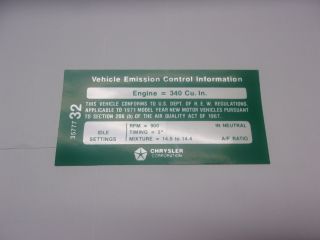 Vehicle Emission Control Information
Engine = 340 Cu. In.
THIS VEHICLE CONFORMS TO U.S. DEPT. OF H. E. W. REGULATIONS
APPLICABLE TO 1971 MODEL YEAR NEW MOTOR VEHICLES PURSUANT
TO SECTION 206 (b) OF THE AIR QUALITY ACT OF 1967.
IDLE SETTINGS
RPM = 900 IN NEUTRAL
TIMING = 5°
MIXTURE = 14.0 to 14.4 A/F RATIO
CHRYSLER
CORPORATION
3577732